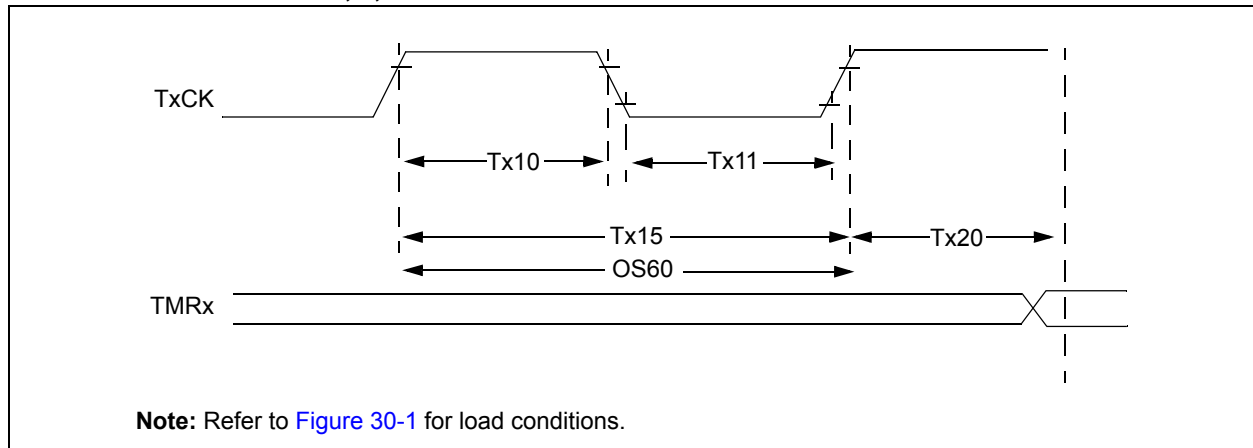 TxCK
Tx10
Tx11
Tx15
Tx20
OS60
TMRx
Note: Refer to Figure 30-1 for load conditions.